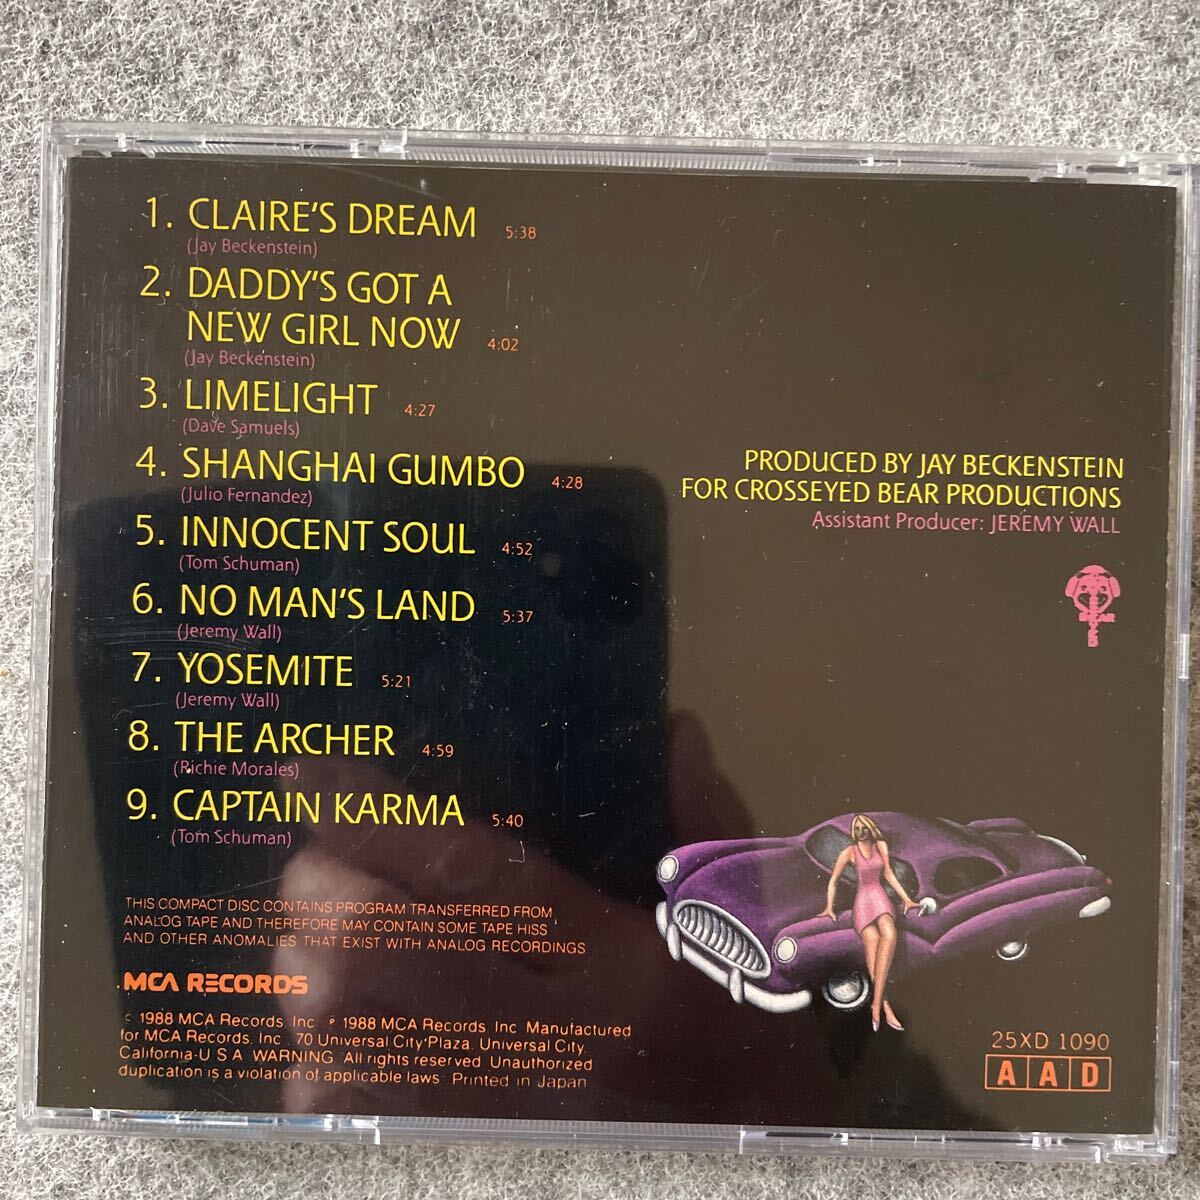 1. CLAIRE'S DREAM 5:38
(Jay Beckenstein)
2. DADDY'S GOT A
NEW GIRL NOW 4:02
(Jay Beckenstein)
3. LIMELIGHT 4:27
(Dave Samuels)
4. SHANGHAI GUMBO 4:28
(Julio Fernandez)
5. INNOCENT SOUL 4:52
(Tom Schuman)
6. NO MAN'S LAND 5:37
(Jeremy Wall)
7. YOSEMITE 5:21
(Jeremy Wall)
8. THE ARCHER 4:59
(Richie Morales)
9. CAPTAIN KARMA 5:40
(Tom Schuman)
PRODUCED BY JAY BECKENSTEIN
FOR CROSSEYED BEAR PRODUCTIONS
Assistant Producer: JEREMY WALL
THIS COMPACT DISC CONTAINS PROGRAM TRANSFERRED FROM
ANALOG TAPE AND THEREFORE MAY CONTAIN SOME TAPE HISS
AND OTHER ANOMALIES THAT EXIST WITH ANALOG RECORDINGS
MCA RECORDS
© 1988 MCA Records, Inc ℗ 1988 MCA Records, Inc Manufactured
for MCA Records, Inc., 70 Universal City Plaza, Universal City,
California-U S A WARNING All rights reserved Unauthorized
duplication is a violation of applicable laws Printed in Japan
25XD 1090
A A D